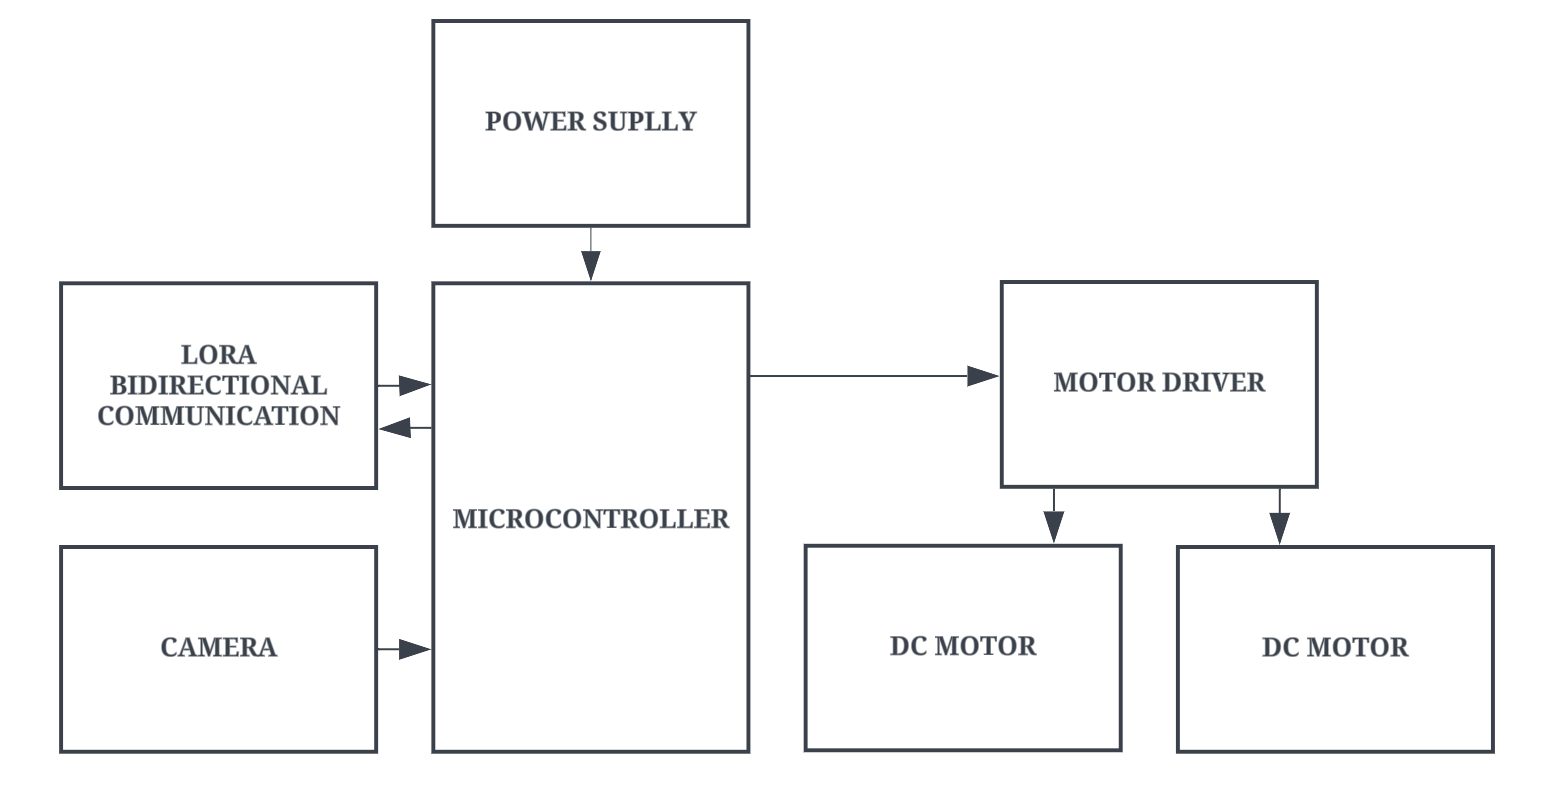 POWER SUPLLY
LORA
BIDIRECTIONAL
COMMUNICATION
MICROCONTROLLER
MOTOR DRIVER
CAMERA
DC MOTOR
DC MOTOR